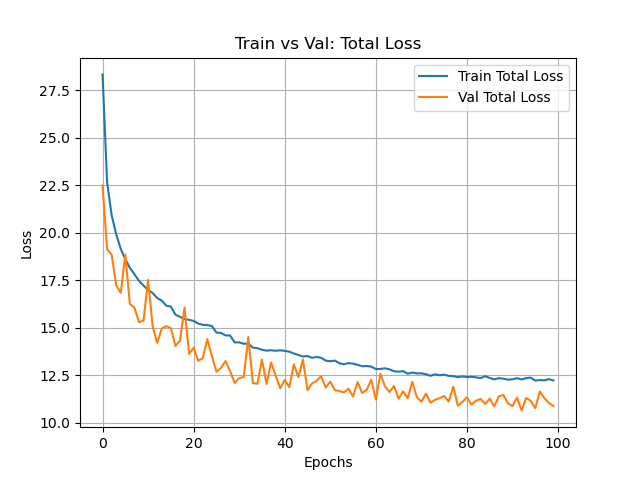 Train vs Val: Total Loss
Train Total Loss
Val Total Loss
Loss
27.5
25.0
22.5
20.0
17.5
15.0
12.5
10.0
0 20 40 60 80 100
Epochs